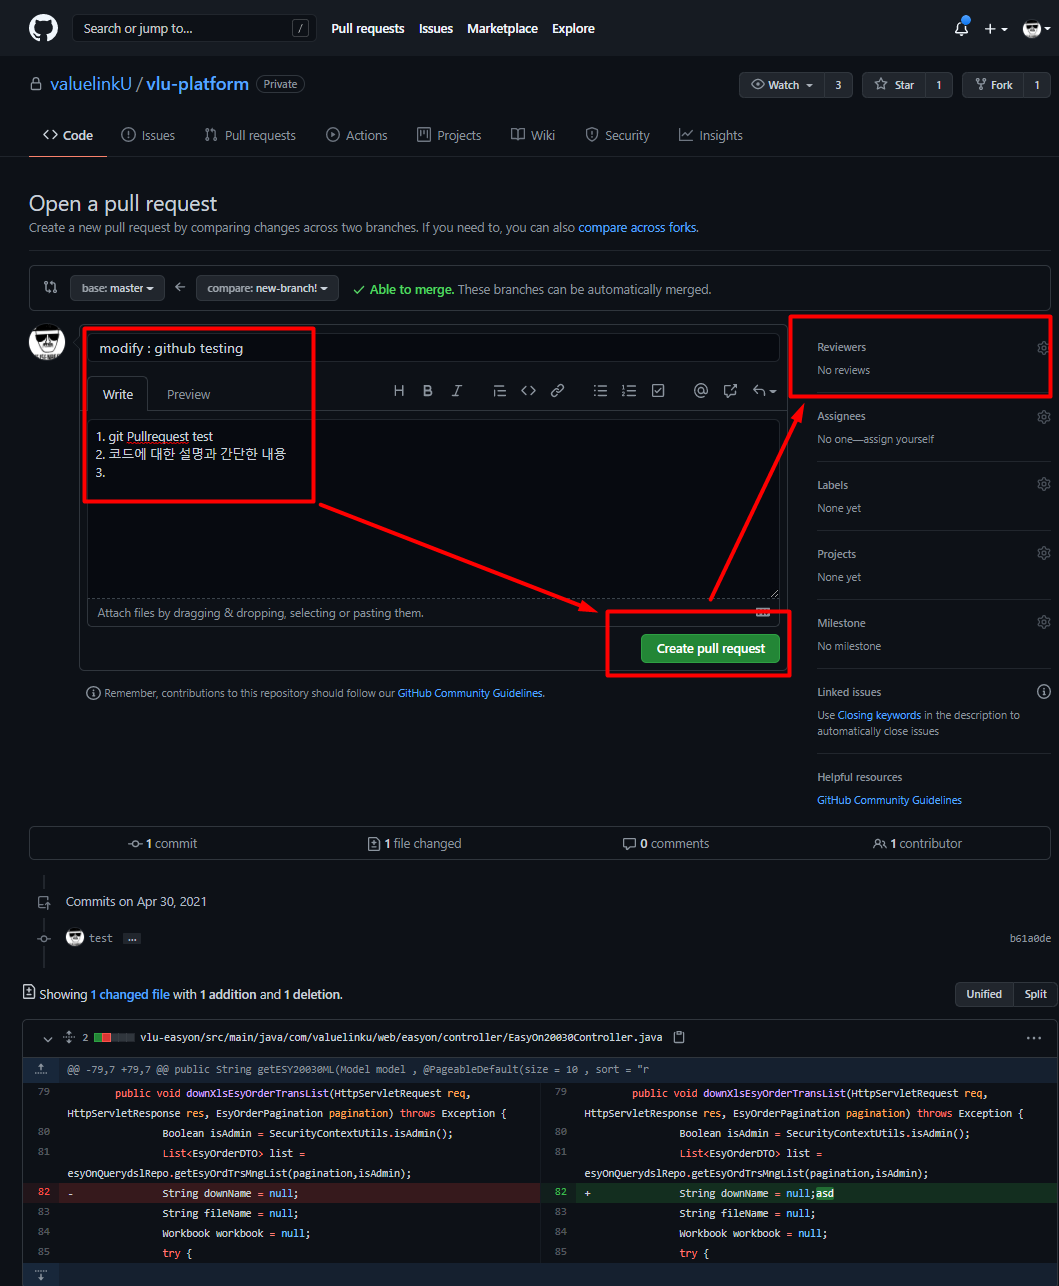 Search or jump to... /
Pull requests Issues Marketplace Explore
valuelinkU / vlu-platform Private
Watch 3 Star 1 Fork 1
Code Issues Pull requests Actions Projects Wiki Security Insights
Open a pull request
Create a new pull request by comparing changes across two branches. If you need to, you can also compare across forks.
base: master compare: new-branch! Able to merge. These branches can be automatically merged.
modify : github testing
Write Preview
1. git Pullrequest test
2. 코드에 대한 설명과 간단한 내용
3.
Attach files by dragging & dropping, selecting or pasting them.
Create pull request
Remember, contributions to this repository should follow our GitHub Community Guidelines.
Reviewers
No reviews
Assignees
No one—assign yourself
Labels
None yet
Projects
None yet
Milestone
No milestone
Linked issues
Use Closing keywords in the description to
automatically close issues
Helpful resources
GitHub Community Guidelines
1 commit 1 file changed 0 comments 1 contributor
Commits on Apr 30, 2021
test ... b61a0de
Showing 1 changed file with 1 addition and 1 deletion.
Unified Split
2 vlu-easyon/src/main/java/com/valuelinku/web/easyon/controller/EasyOn20030Controller.java
@@ -79,7 +79,7 @@ public String getESY20030ML(Model model , @PageableDefault(size = 10 , sort = "r
79 public void downXlsEsyOrderTransList(HttpServletRequest req,
HttpServletResponse res, EsyOrderPagination pagination) throws Exception {
80 Boolean isAdmin = SecurityContextUtils.isAdmin();
81 List<EsyOrderDTO> list =
esyOnQuerydslRepo.getEsyOrdTrsMngList(pagination,isAdmin);
82 - String downName = null;
83 String fileName = null;
84 Workbook workbook = null;
85 try {
79 public void downXlsEsyOrderTransList(HttpServletRequest req,
HttpServletResponse res, EsyOrderPagination pagination) throws Exception {
80 Boolean isAdmin = SecurityContextUtils.isAdmin();
81 List<EsyOrderDTO> list =
esyOnQuerydslRepo.getEsyOrdTrsMngList(pagination,isAdmin);
82 + String downName = null;asd
83 String fileName = null;
84 Workbook workbook = null;
85 try {